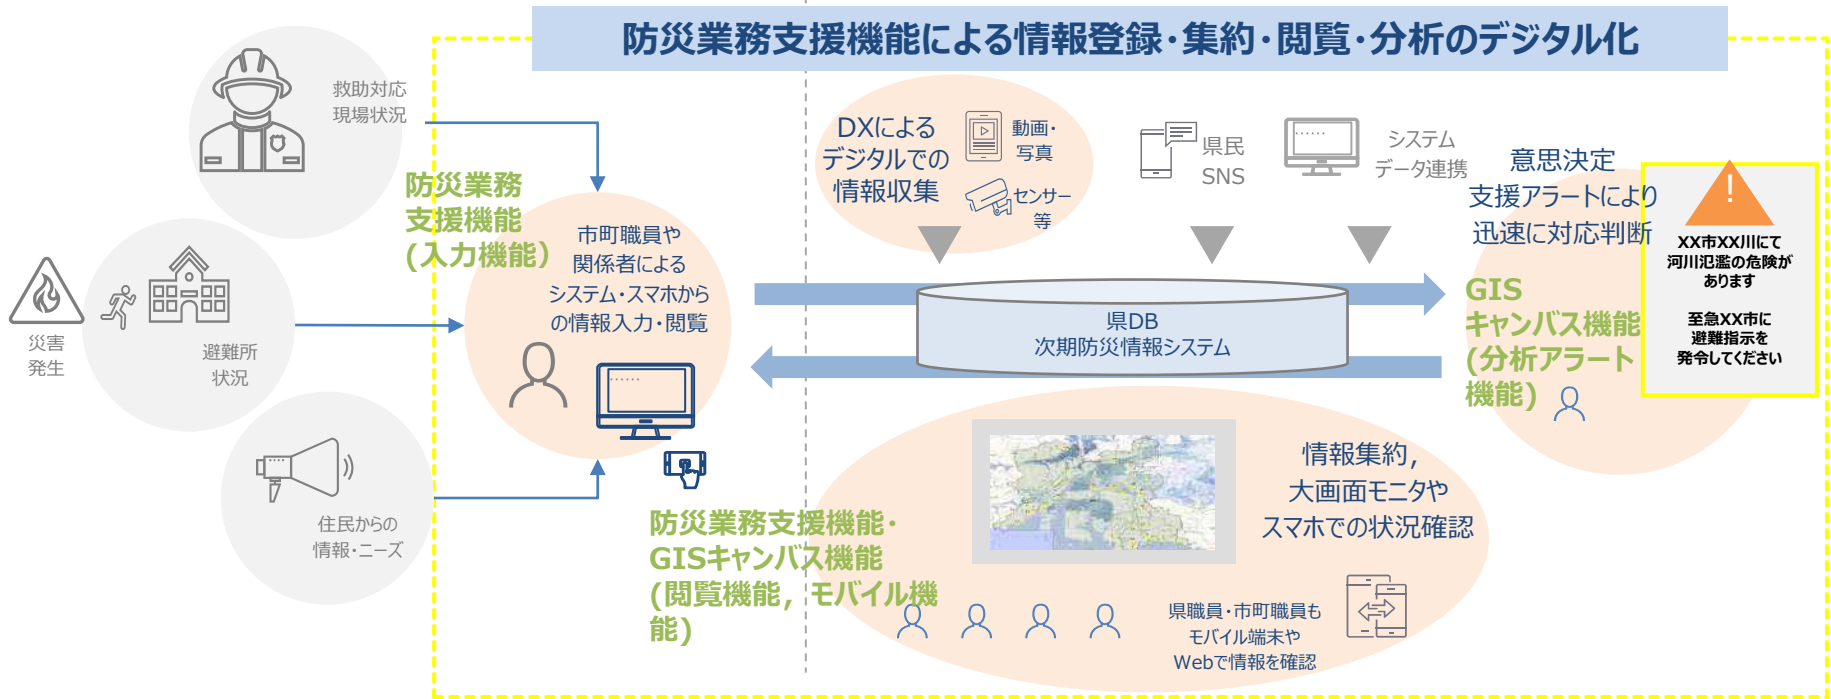 防災業務支援機能による情報登録・集約・閲覧・分析のデジタル化
救助対応
現場状況
災害
発生
避難所
状況
住民からの
情報・ニーズ
防災業務
支援機能
(入力機能)
市町職員や
関係者による
システム・スマホから
の情報入力・閲覧
DXによる
デジタルでの
情報収集
動画・
写真
センサー
等
県民
SNS
システム
データ連携
意思決定
支援アラートにより
迅速に対応判断
!
XX市XX川にて
河川氾濫の危険が
あります
至急XX市に
避難指示を
発令してください
県DB
次期防災情報システム
GIS
キャンバス機能
(分析アラート
機能)
防災業務支援機能・
GISキャンバス機能
(閲覧機能，モバイル機
能)
情報集約，
大画面モニタや
スマホでの状況確認
県職員・市町職員も
モバイル端末や
Webで情報を確認